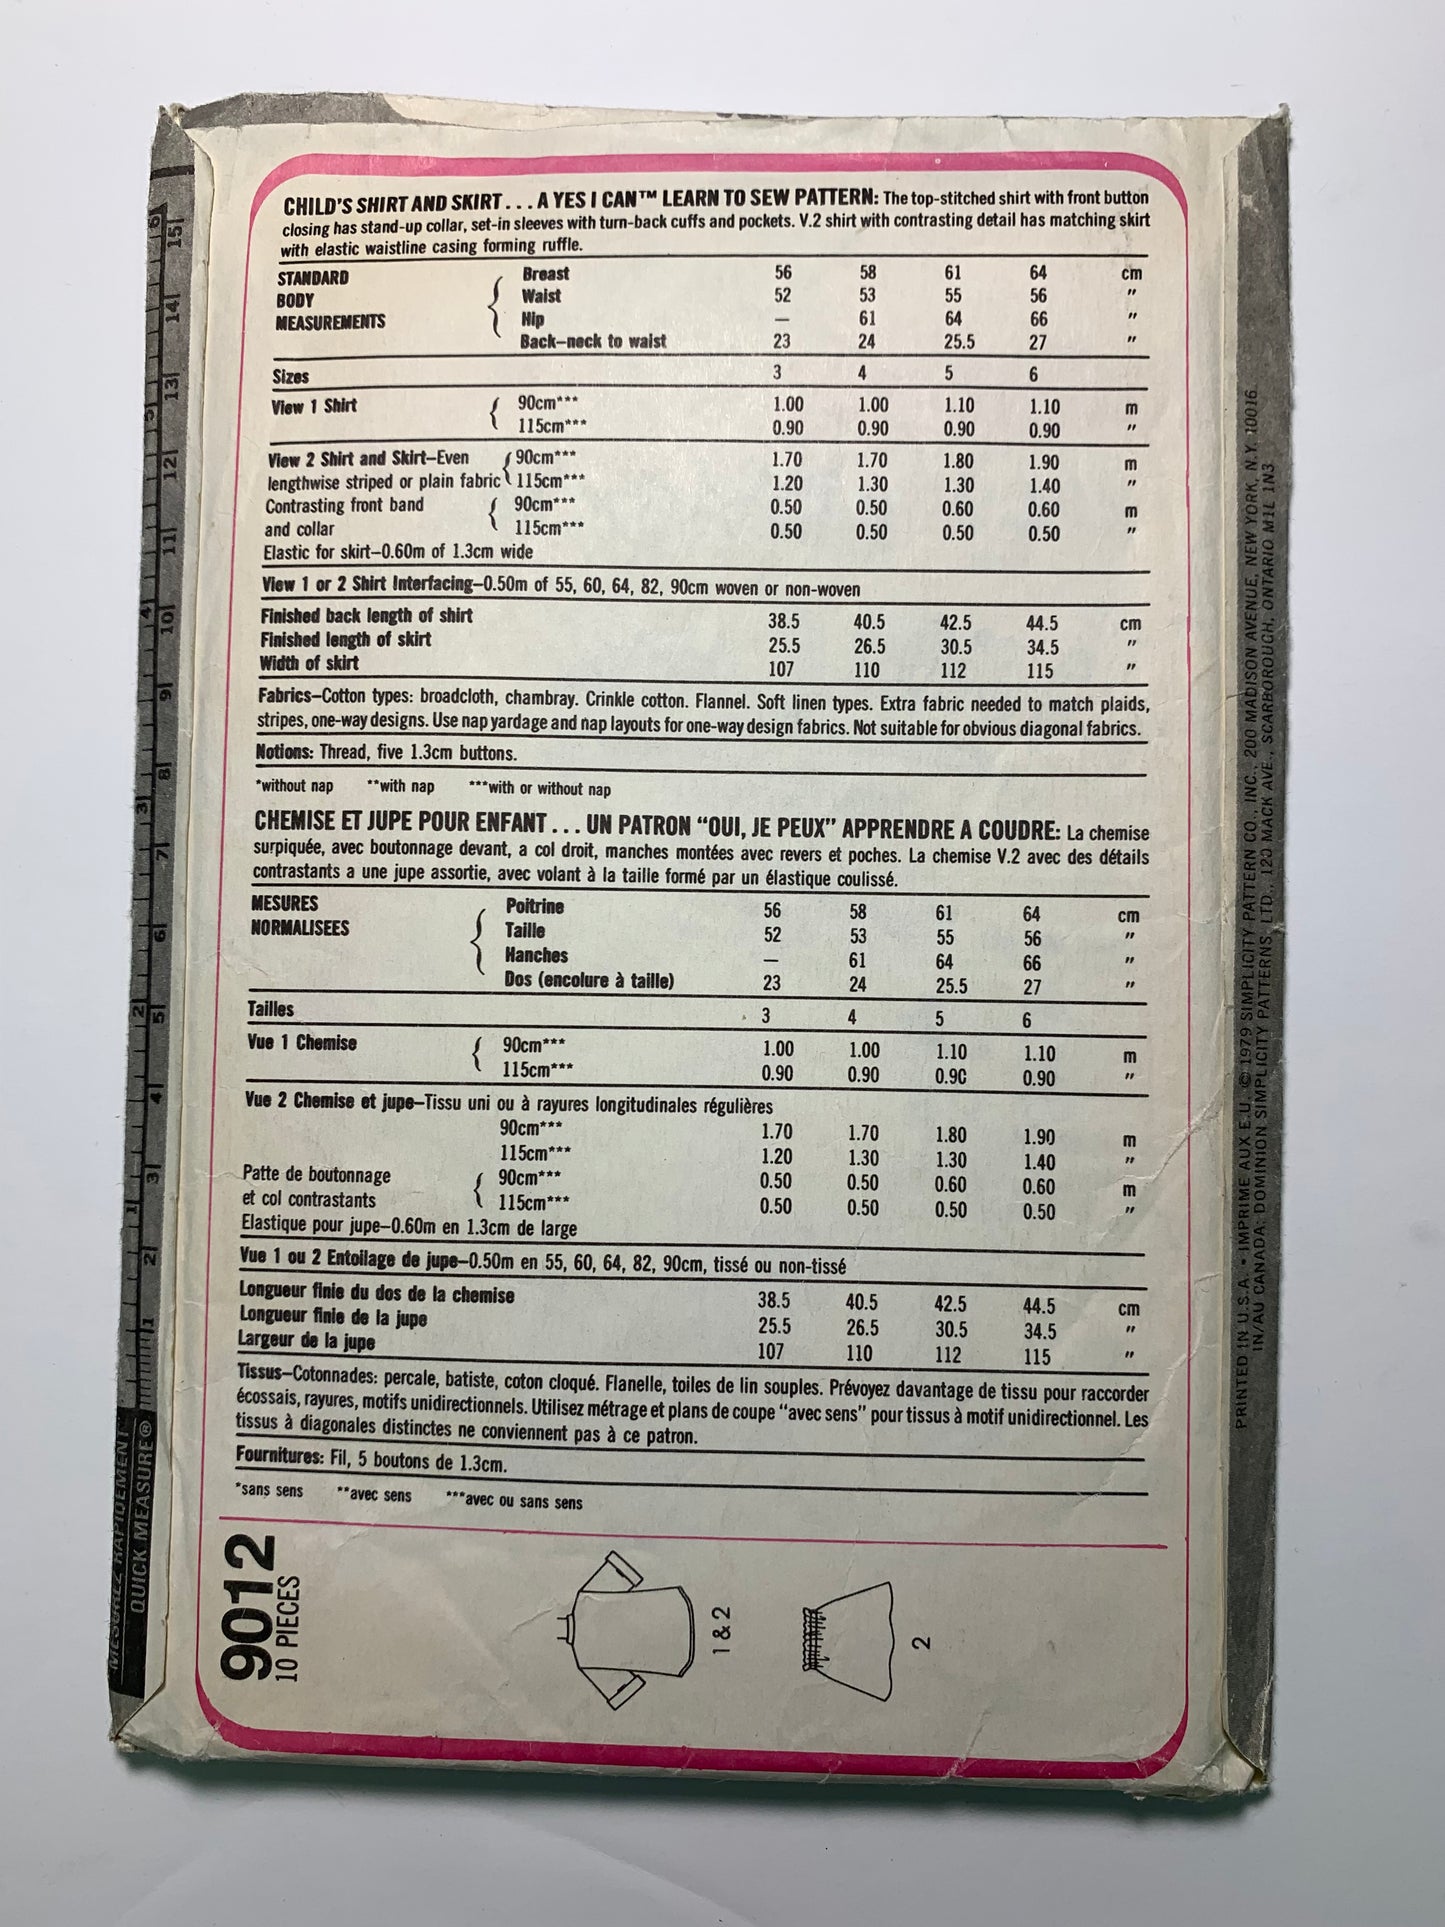 CHILD'S SHIRT AND SKIRT . . . A YES I CAN™ LEARN TO SEW PATTERN: The top-stitched shirt with front button
closing has stand-up collar, set-in sleeves with turn-back cuffs and pockets. V.2 shirt with contrasting detail has matching skirt
with elastic waistline casing forming ruffle.
STANDARD { Breast 56 58 61 64 cm
BODY Waist 52 53 55 56 "
MEASUREMENTS Hip — 61 64 66 "
Back–neck to waist 23 24 25.5 27 "
Sizes 3 4 5 6
View 1 Shirt { 90cm*** 1.00 1.00 1.10 1.10 m
115cm*** 0.90 0.90 0.90 0.90 "
View 2 Shirt and Skirt–Even { 90cm*** 1.70 1.70 1.80 1.90 m
lengthwise striped or plain fabric 115cm*** 1.20 1.30 1.30 1.40 "
Contrasting front band { 90cm*** 0.50 0.50 0.60 0.60 m
and collar 115cm*** 0.50 0.50 0.50 0.50 "
Elastic for skirt–0.60m of 1.3cm wide
View 1 or 2 Shirt Interfacing–0.50m of 55, 60, 64, 82, 90cm woven or non-woven
Finished back length of shirt 38.5 40.5 42.5 44.5 cm
Finished length of skirt 25.5 26.5 30.5 34.5 "
Width of skirt 107 110 112 115 "
Fabrics–Cotton types: broadcloth, chambray. Crinkle cotton. Flannel. Soft linen types. Extra fabric needed to match plaids,
stripes, one-way designs. Use nap yardage and nap layouts for one-way design fabrics. Not suitable for obvious diagonal fabrics.
Notions: Thread, five 1.3cm buttons.
*without nap **with nap ***with or without nap
CHEMISE ET JUPE POUR ENFANT . . . UN PATRON "OUI, JE PEUX" APPRENDRE A COUDRE: La chemise
surpiquée, avec boutonnage devant, a col droit, manches montées avec revers et poches. La chemise V.2 avec des détails
contrastants a une jupe assortie, avec volant à la taille formé par un élastique coulissé.
MESURES { Poitrine 56 58 61 64 cm
NORMALISEES Taille 52 53 55 56 "
Hanches — 61 64 66 "
Dos (encolure à taille) 23 24 25.5 27 "
Tailles 3 4 5 6
Vue 1 Chemise { 90cm*** 1.00 1.00 1.10 1.10 m
115cm*** 0.90 0.90 0.90 0.90 "
Vue 2 Chemise et jupe–Tissu uni ou à rayures longitudinales régulières
90cm*** 1.70 1.70 1.80 1.90 m
115cm*** 1.20 1.30 1.30 1.40 "
Patte de boutonnage { 90cm*** 0.50 0.50 0.60 0.60 m
et col contrastants 115cm*** 0.50 0.50 0.50 0.50 "
Elastique pour jupe–0.60m en 1.3cm de large
Vue 1 ou 2 Entoilage de jupe–0.50m en 55, 60, 64, 82, 90cm, tissé ou non-tissé
Longueur finie du dos de la chemise 38.5 40.5 42.5 44.5 cm
Longueur finie de la jupe 25.5 26.5 30.5 34.5 "
Largeur de la jupe 107 110 112 115 "
Tissus–Cotonnades: percale, batiste, coton cloqué. Flanelle, toiles de lin souples. Prévoyez davantage de tissu pour raccorder
écossais, rayures, motifs unidirectionnels. Utilisez métrage et plans de coupe "avec sens" pour tissus à motif unidirectionnel. Les
tissus à diagonales distinctes ne conviennent pas à ce patron.
Fournitures: Fil, 5 boutons de 1.3cm.
*sans sens **avec sens ***avec ou sans sens
9012
10 PIECES
1 & 2
2
PRINTED IN U.S.A. • IMPRIME AUX E.U. © 1979 SIMPLICITY PATTERN CO., INC., 200 MADISON AVENUE, NEW YORK, N.Y. 10016
IN/AU CANADA: DOMINION SIMPLICITY PATTERNS, LTD., 120 MACK AVE., SCARBOROUGH, ONTARIO M1L 1N3
MESUREZ RAPIDEMENT
QUICK MEASURE®
1 2 3 4 5 6 7 8 9 10 11 12 13 14 15
1 2 3 4 5 6